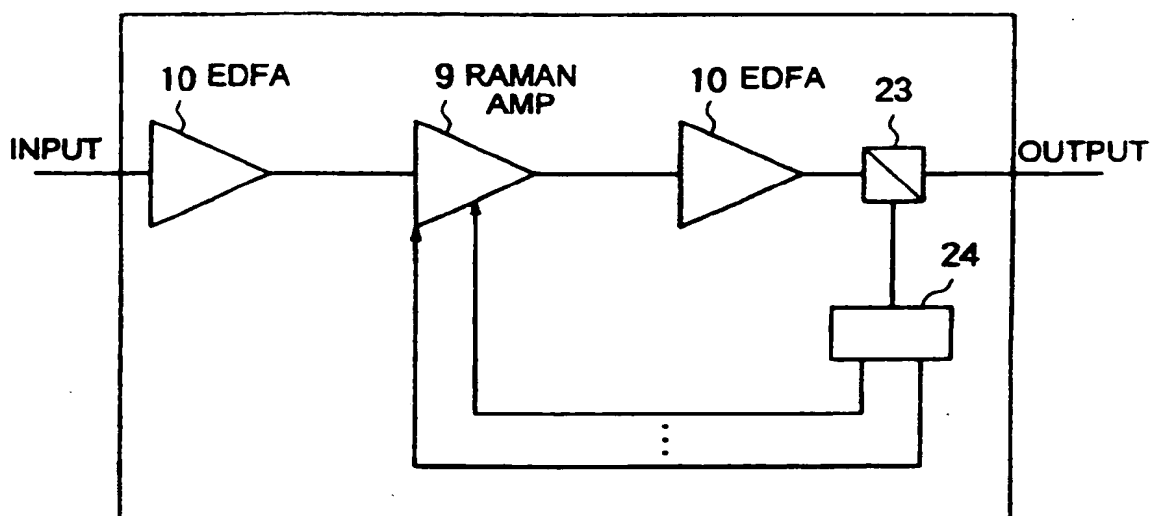 10 EDFA
9 RAMAN
AMP
10 EDFA
23
INPUT
OUTPUT
24